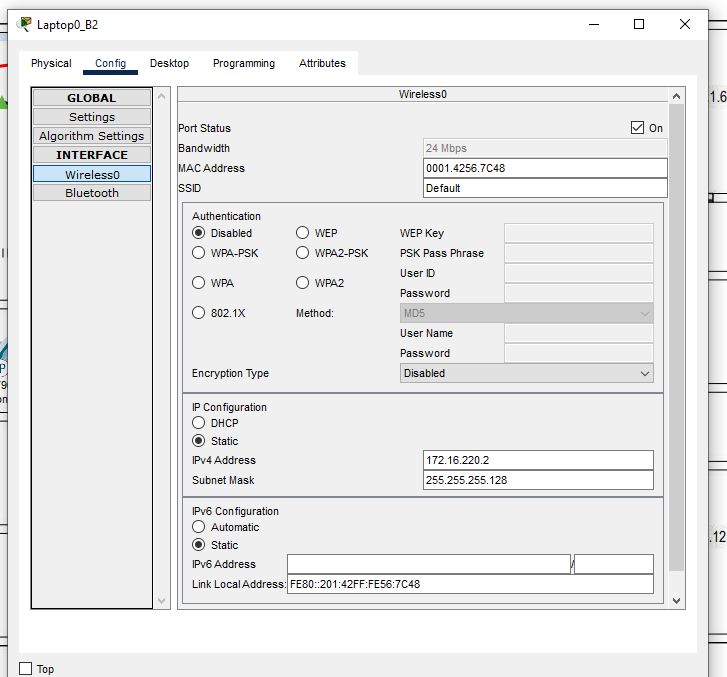 Laptop0_B2
Physical Config Desktop Programming Attributes
GLOBAL
Settings
Algorithm Settings
INTERFACE
Wireless0
Bluetooth
Wireless0
Port Status On
Bandwidth 24 Mbps
MAC Address 0001.4256.7C48
SSID Default
Authentication
Disabled WEP WEP Key
WPA-PSK WPA2-PSK PSK Pass Phrase
User ID
WPA WPA2
Password
802.1X Method: MD5
User Name
Password
Encryption Type Disabled
IP Configuration
DHCP
Static
IPv4 Address 172.16.220.2
Subnet Mask 255.255.255.128
IPv6 Configuration
Automatic
Static
IPv6 Address /
Link Local Address: FE80::201:42FF:FE56:7C48
Top
1.6
.12